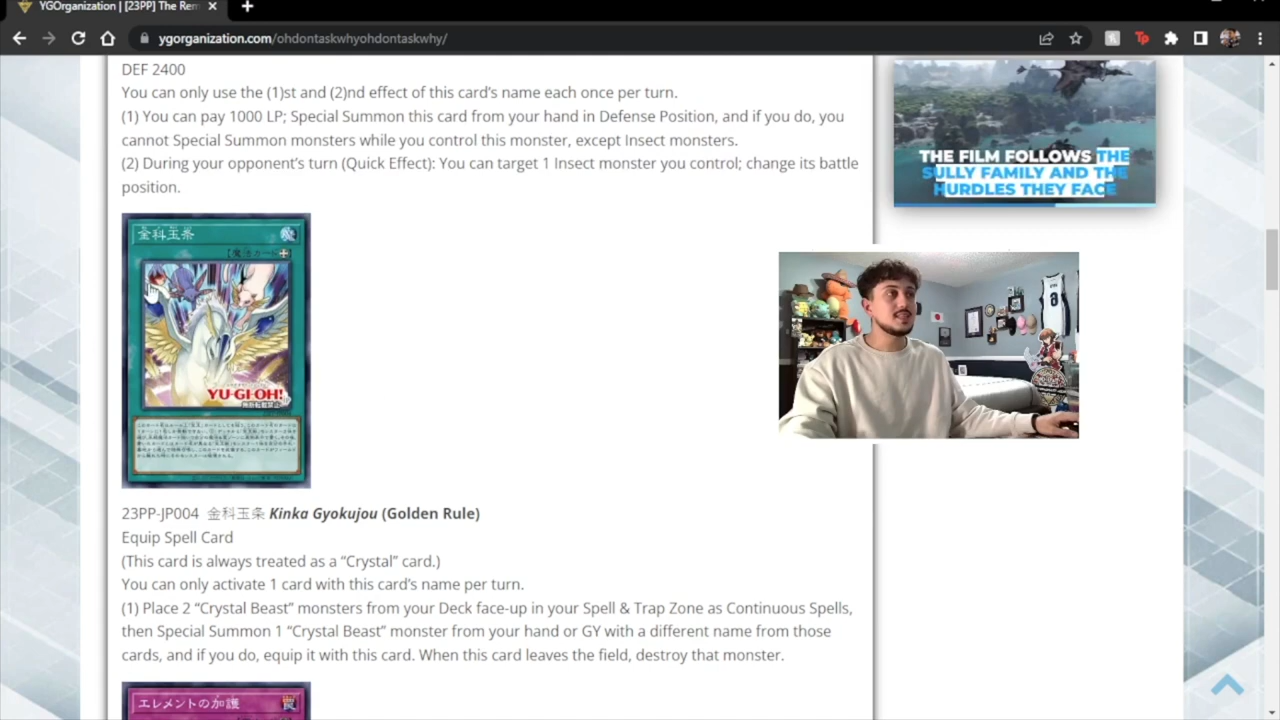 YGOrganization | [23PP] The Rem
ygorganization.com/ohdontaskwhyohdontaskwhy/
DEF 2400
You can only use the (1)st and (2)nd effect of this card's name each once per turn.
(1) You can pay 1000 LP; Special Summon this card from your hand in Defense Position, and if you do, you
cannot Special Summon monsters while you control this monster, except Insect monsters.
(2) During your opponent's turn (Quick Effect): You can target 1 Insect monster you control; change its battle
position.
THE FILM FOLLOWS THE
SULLY FAMILY AND THE
HURDLES THEY FACE
金科玉条
YU-GI-OH!
23PP-JP004 金科玉条 Kinka Gyokujou (Golden Rule)
Equip Spell Card
(This card is always treated as a “Crystal” card.)
You can only activate 1 card with this card's name per turn.
(1) Place 2 “Crystal Beast” monsters from your Deck face-up in your Spell & Trap Zone as Continuous Spells,
then Special Summon 1 “Crystal Beast” monster from your hand or GY with a different name from those
cards, and if you do, equip it with this card. When this card leaves the field, destroy that monster.
エレメントの加護